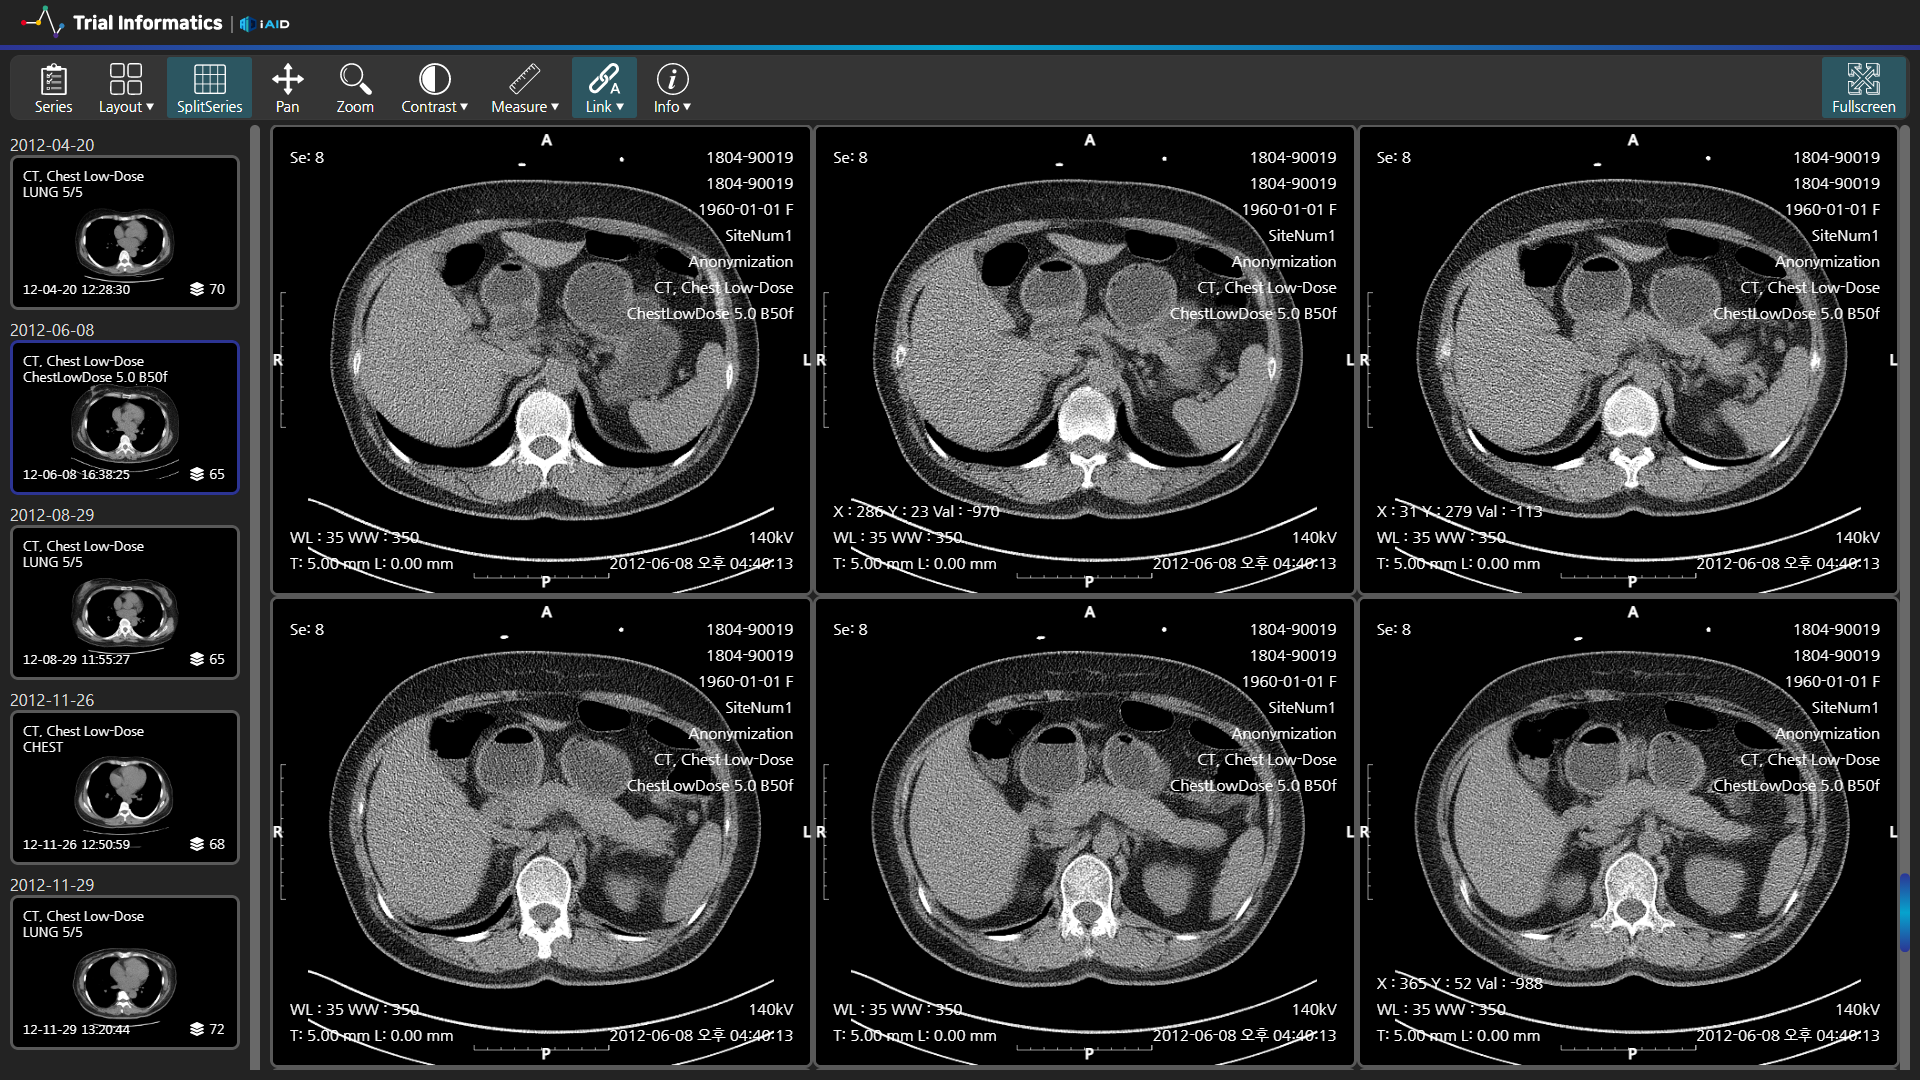 Trial Informatics | iAID
Series
Layout ▾
SplitSeries
Pan
Zoom
Contrast ▾
Measure ▾
Link ▾
Info ▾
Fullscreen
2012-04-20
CT, Chest Low-Dose
LUNG 5/5
12-04-20 12:28:30 70
2012-06-08
CT, Chest Low-Dose
ChestLowDose 5.0 B50f
12-06-08 16:38:25 65
2012-08-29
CT, Chest Low-Dose
LUNG 5/5
12-08-29 11:55:27 65
2012-11-26
CT, Chest Low-Dose
CHEST
12-11-26 12:50:59 68
2012-11-29
CT, Chest Low-Dose
LUNG 5/5
12-11-29 13:20:44 72
A
Se: 8
1804-90019
1804-90019
1960-01-01 F
SiteNum1
Anonymization
CT, Chest Low-Dose
ChestLowDose 5.0 B50f
R
L
WL : 35 WW : 350
140kV
T: 5.00 mm L: 0.00 mm
2012-06-08 오후 04:40:13
P
A
Se: 8
1804-90019
1804-90019
1960-01-01 F
SiteNum1
Anonymization
CT, Chest Low-Dose
ChestLowDose 5.0 B50f
R
L
X : 286 Y : 23 Val : -970
WL : 35 WW : 350
140kV
T: 5.00 mm L: 0.00 mm
2012-06-08 오후 04:40:13
P
A
Se: 8
1804-90019
1804-90019
1960-01-01 F
SiteNum1
Anonymization
CT, Chest Low-Dose
ChestLowDose 5.0 B50f
R
L
X : 31 Y : 279 Val : -113
WL : 35 WW : 350
140kV
T: 5.00 mm L: 0.00 mm
2012-06-08 오후 04:40:13
P
A
Se: 8
1804-90019
1804-90019
1960-01-01 F
SiteNum1
Anonymization
CT, Chest Low-Dose
ChestLowDose 5.0 B50f
R
L
WL : 35 WW : 350
140kV
T: 5.00 mm L: 0.00 mm
2012-06-08 오후 04:40:13
P
A
Se: 8
1804-90019
1804-90019
1960-01-01 F
SiteNum1
Anonymization
CT, Chest Low-Dose
ChestLowDose 5.0 B50f
R
L
WL : 35 WW : 350
140kV
T: 5.00 mm L: 0.00 mm
2012-06-08 오후 04:40:13
P
A
Se: 8
1804-90019
1804-90019
1960-01-01 F
SiteNum1
Anonymization
CT, Chest Low-Dose
ChestLowDose 5.0 B50f
R
L
X : 365 Y : 52 Val : -988
WL : 35 WW : 350
140kV
T: 5.00 mm L: 0.00 mm
2012-06-08 오후 04:40:13
P